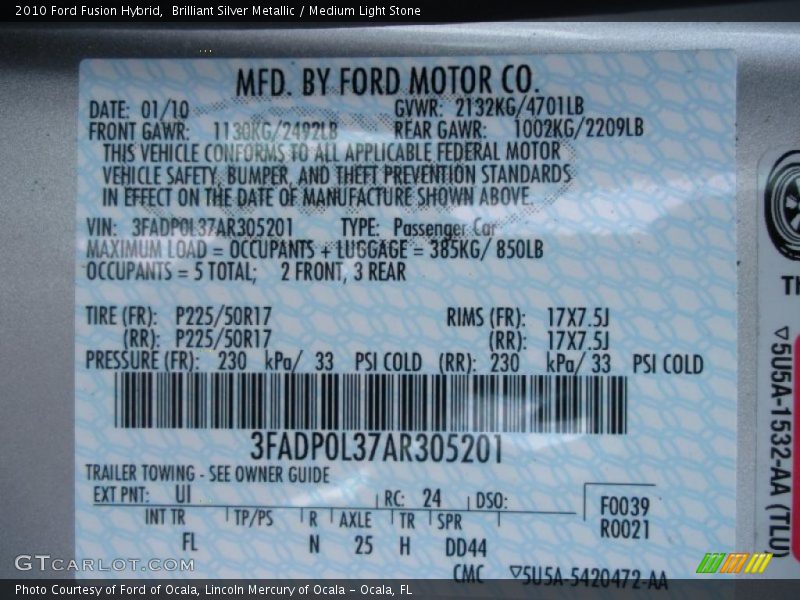 2010 Ford Fusion Hybrid,  Brilliant Silver Metallic / Medium Light Stone
MFD. BY FORD MOTOR CO.
DATE: 01/10 GVWR: 2132KG/4701LB
FRONT GAWR: 1130KG/2492LB REAR GAWR: 1002KG/2209LB
THIS VEHICLE CONFORMS TO ALL APPLICABLE FEDERAL MOTOR
VEHICLE SAFETY, BUMPER, AND THEFT PREVENTION STANDARDS
IN EFFECT ON THE DATE OF MANUFACTURE SHOWN ABOVE.
VIN: 3FADP0L37AR305201 TYPE: Passenger Car
MAXIMUM LOAD = OCCUPANTS + LUGGAGE = 385KG/ 850LB
OCCUPANTS = 5 TOTAL; 2 FRONT, 3 REAR
TIRE (FR): P225/50R17 RIMS (FR): 17X7.5J
(RR): P225/50R17 (RR): 17X7.5J
PRESSURE (FR): 230 kPa/ 33 PSI COLD (RR): 230 kPa/ 33 PSI COLD
3FADP0L37AR305201
TRAILER TOWING - SEE OWNER GUIDE
EXT PNT: UI RC: 24 DSO: F0039
INT TR TP/PS R AXLE TR SPR R0021
FL N 25 H DD44
CMC ▽5U5A-5420472-AA
▽5U5A-1532-AA (TLU)
GTCarLot.com
Photo Courtesy of Ford of Ocala, Lincoln Mercury of Ocala - Ocala, FL